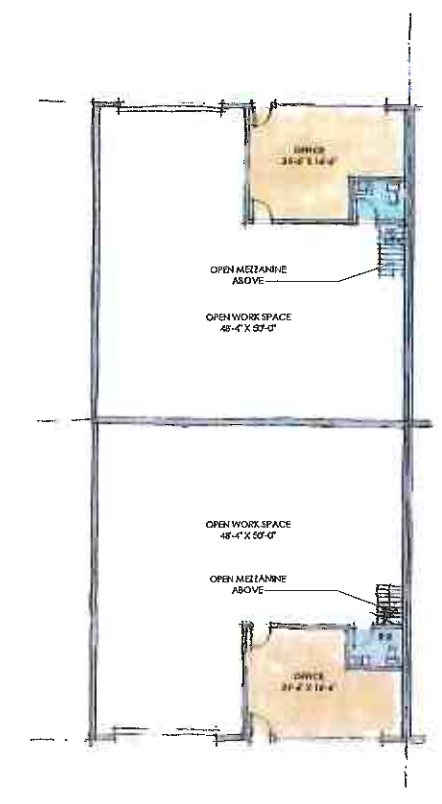 OFFICE
OPEN MEZZANINE
ABOVE
OPEN WORK SPACE
48'-4" X 50'-0"
OPEN WORK SPACE
48'-4" X 50'-0"
OPEN MEZZANINE
ABOVE
OFFICE